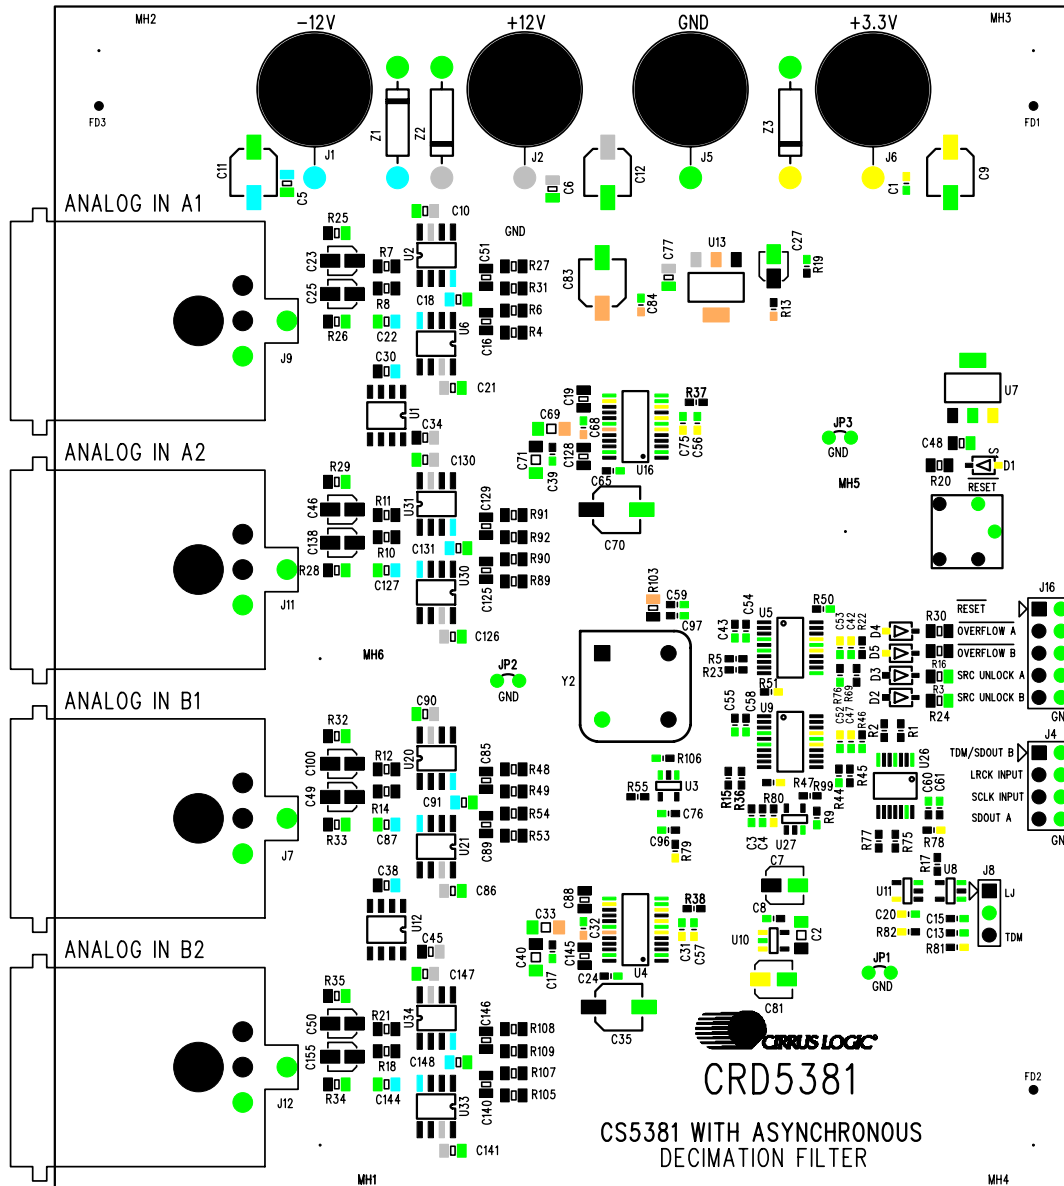 MH2
-12V
+12V
GND
+3.3V
MH3
FD3
FD1
Z1
Z2
Z3
J1
J2
J5
J6
C11
C5
C6
C12
C1
C9
ANALOG IN A1
R25
C10
GND
C23
R7
U2
C51
R27
C25
R8
C18
R31
R6
R26
C22
U6
C16
R4
J9
C30
C21
U1
C34
C83
C77
U13
C27
R19
C84
R13
U7
C19
R37
C69
C68
C75
C56
JP3
GND
C48
S
D1
C71
C39
C128
U16
C65
R20
RESET
MH5
C70
ANALOG IN A2
R29
C130
C46
R11
U31
C129
R91
C138
R10
C131
R92
R90
R28
C127
U30
C125
R89
J11
C126
MH6
JP2
GND
R103
C59
C97
Y2
C43
C54
U5
R50
C53
C42
R22
R5
R23
R51
R76
R69
D4
D5
D3
D2
R30
R16
R3
R24
J16
RESET
OVERFLOW A
OVERFLOW B
SRC UNLOCK A
SRC UNLOCK B
GN
C55
C58
U9
C52
C47
R46
R2
R1
U26
J4
TDM/SDOUT B
LRCK INPUT
SCLK INPUT
SDOUT A
GN
ANALOG IN B1
R32
C90
C100
R12
U20
C85
R48
C49
R14
C91
R49
R54
R33
C87
U21
C89
R53
J7
C86
C38
U12
C45
R106
R55
U3
C76
C96
R79
R15
R36
R47
R99
R80
R44
R45
C3
C4
U27
R9
C60
C61
R77
R75
R78
R17
C7
U11
U8
J8
LJ
TDM
C20
R82
C15
C13
R81
C88
R38
C33
C32
C31
C57
C40
C17
C145
U4
C24
C35
C8
U10
C2
C81
JP1
GND
ANALOG IN B2
R35
C147
C50
R21
U34
C146
R108
C155
R18
C148
R109
R107
R34
C144
U33
C140
R105
J12
C141
CIRRUS LOGIC®
CRD5381
FD2
CS5381 WITH ASYNCHRONOUS
DECIMATION FILTER
MH1
MH4